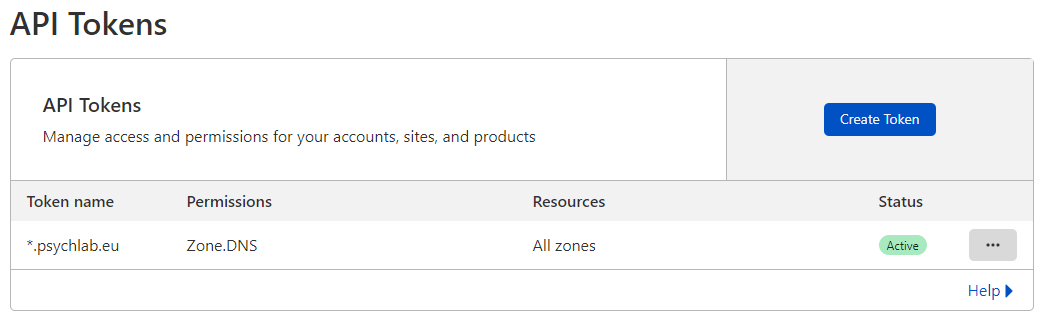 API Tokens
API Tokens
Manage access and permissions for your accounts, sites, and products
Create Token
Token name Permissions Resources Status
*.psychlab.eu Zone.DNS All zones Active
Help